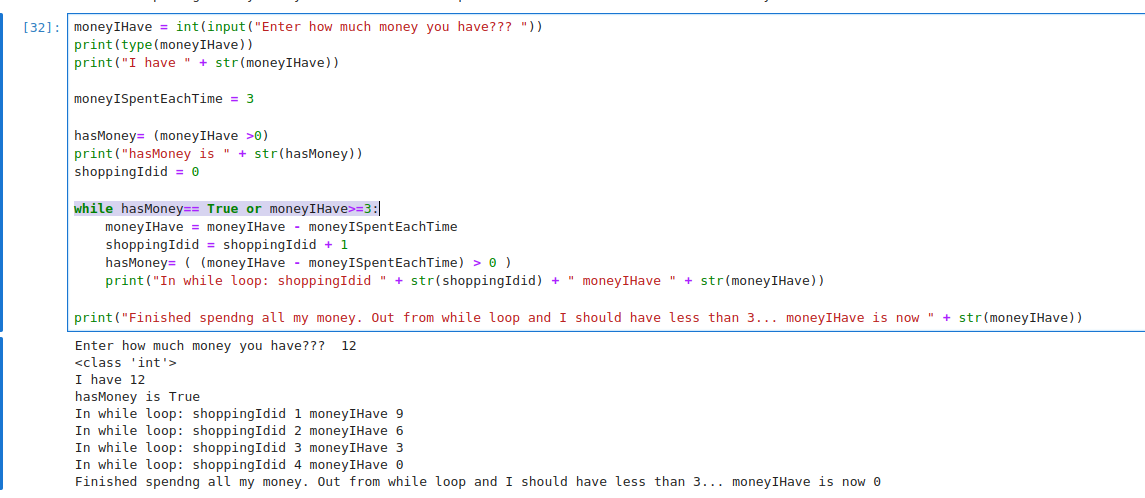 [32]: moneyIHave = int(input("Enter how much money you have??? "))
print(type(moneyIHave))
print("I have " + str(moneyIHave))
moneyISpentEachTime = 3
hasMoney= (moneyIHave >0)
print("hasMoney is " + str(hasMoney))
shoppingIdid = 0
while hasMoney== True or moneyIHave>=3:
    moneyIHave = moneyIHave - moneyISpentEachTime
    shoppingIdid = shoppingIdid + 1
    hasMoney= ( (moneyIHave - moneyISpentEachTime) > 0 )
    print("In while loop: shoppingIdid " + str(shoppingIdid) + " moneyIHave " + str(moneyIHave))
print("Finished spendng all my money. Out from while loop and I should have less than 3... moneyIHave is now " + str(moneyIHave))
Enter how much money you have???  12
<class 'int'>
I have 12
hasMoney is True
In while loop: shoppingIdid 1 moneyIHave 9
In while loop: shoppingIdid 2 moneyIHave 6
In while loop: shoppingIdid 3 moneyIHave 3
In while loop: shoppingIdid 4 moneyIHave 0
Finished spendng all my money. Out from while loop and I should have less than 3... moneyIHave is now 0